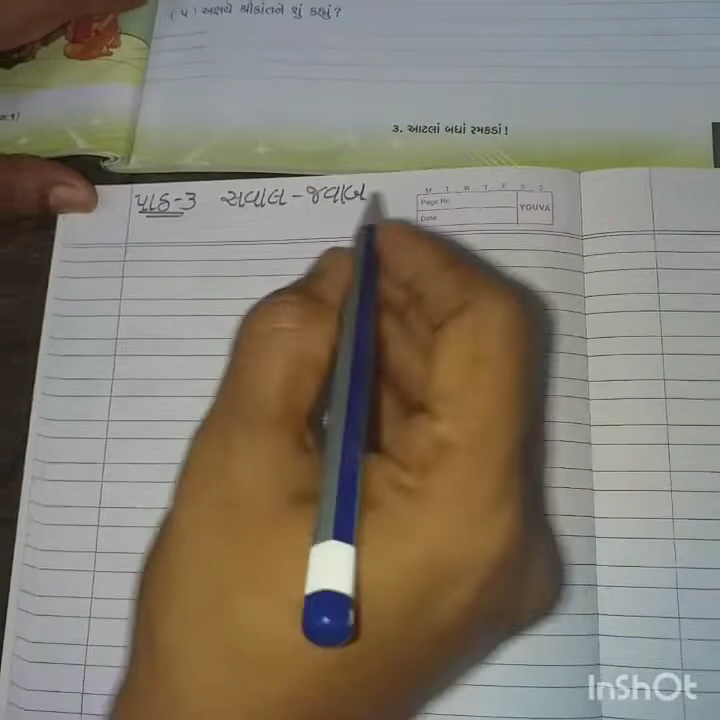 (૫) અક્ષયે શ્રીકાંતને શું કહ્યું?
૩. આટલાં બધાં રમકડાં!
પાઠ-3 સવાલ-જવાબ
M T W T F S S
Page No.
Date
YOUVA
InShOt